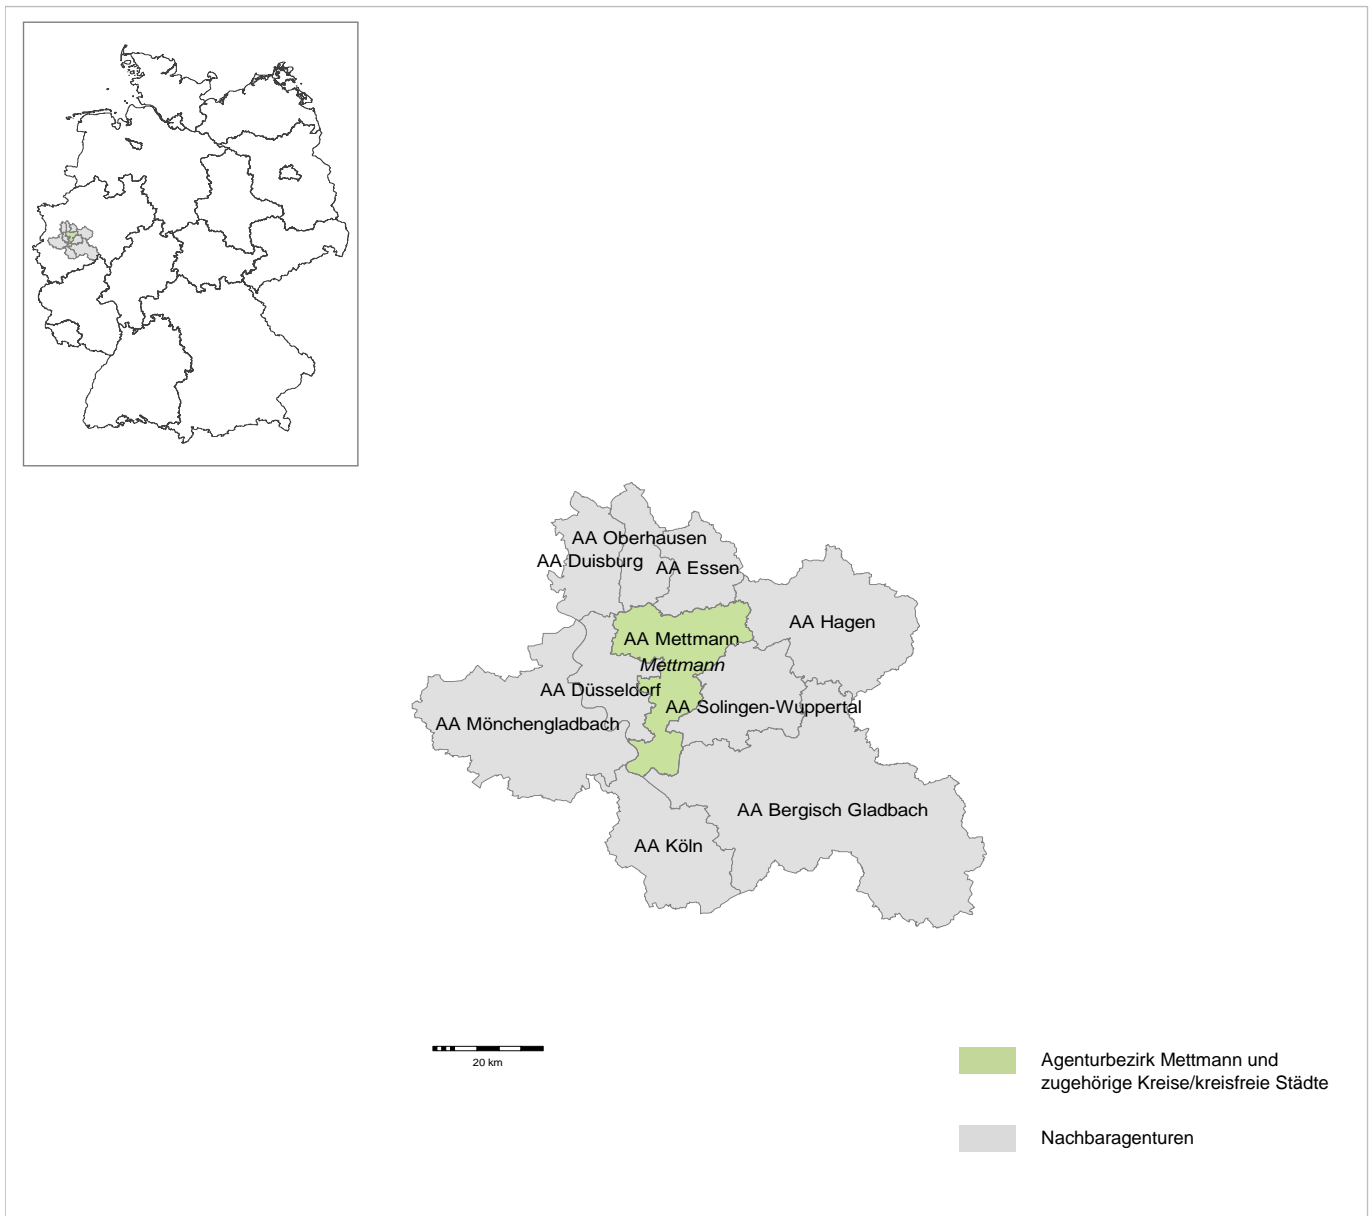 AA Oberhausen
AA Duisburg
AA Essen
AA Hagen
AA Mettmann
Mettmann
AA Düsseldorf
AA Solingen-Wuppertal
AA Mönchengladbach
AA Bergisch Gladbach
AA Köln
20 km
Agenturbezirk Mettmann und
zugehörige Kreise/kreisfreie Städte
Nachbaragenturen